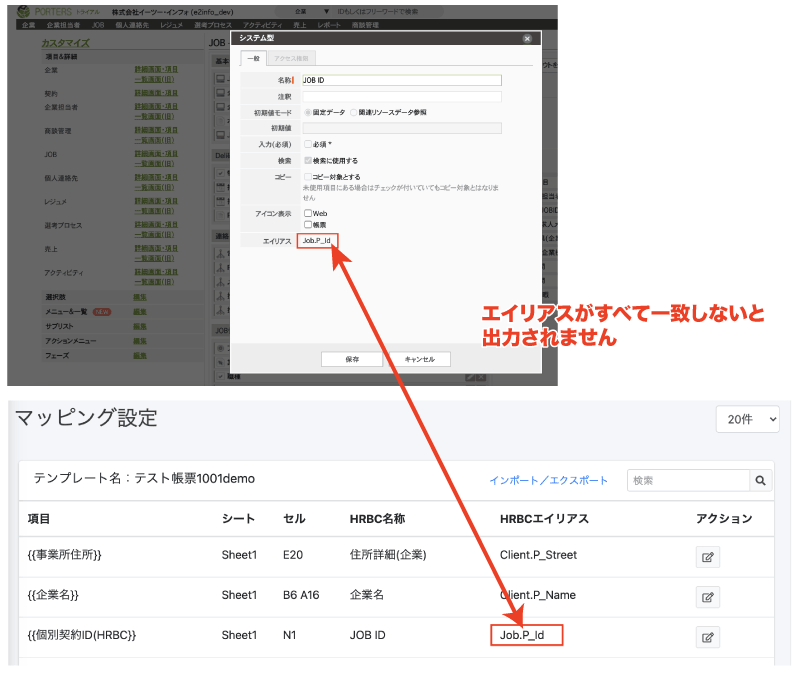 PORTERS トライアル 株式会社イーツー・インフォ (eZinfo_dev) 企業 ▼ IDもしくはフリーワードで検索
企業 企業担当者 JOB 個人連絡先 レジュメ 選考プロセス アクティビティ 売上 レポート 商談管理
カスタマイズ
項目&詳細
企業 詳細画面・項目
一覧画面(旧)
契約 詳細画面・項目
一覧画面(旧)
企業担当者 詳細画面・項目
一覧画面(旧)
商談管理 詳細画面・項目
一覧画面(旧)
JOB 詳細画面・項目
一覧画面(旧)
個人連絡先 詳細画面・項目
一覧画面(旧)
レジュメ 詳細画面・項目
一覧画面(旧)
選考プロセス 詳細画面・項目
一覧画面(旧)
売上 詳細画面・項目
一覧画面(旧)
アクティビティ 詳細画面・項目
一覧画面(旧)
選択肢 編集
メニュー&一覧 NEW 編集
サブリスト 編集
アクションメニュー 編集
フェーズ 編集
JOB
基本
職種
システム型
一般 アクセス権限
名称 JOB ID
注釈
初期値モード 固定データ 関連リソースデータ参照
初期値
入力(必須) 必須 *
検索 検索に使用する
コピー コピー対象とする
未使用項目にある場合はチェックが付いていてもコピー対象とはなりま
せん
アイコン表示 Web
帳票
エイリアス Job.P_Id
保存 キャンセル
エイリアスがすべて一致しないと
出力されません
マッピング設定 20件
テンプレート名：テスト帳票1001demo インポート／エクスポート 検索
項目 シート セル HRBC名称 HRBCエイリアス アクション
{{事業所住所}} Sheet1 E20 住所詳細(企業) Client.P_Street
{{企業名}} Sheet1 B6 A16 企業名 Client.P_Name
{{個別契約ID(HRBC}} Sheet1 N1 JOB ID Job.P_Id